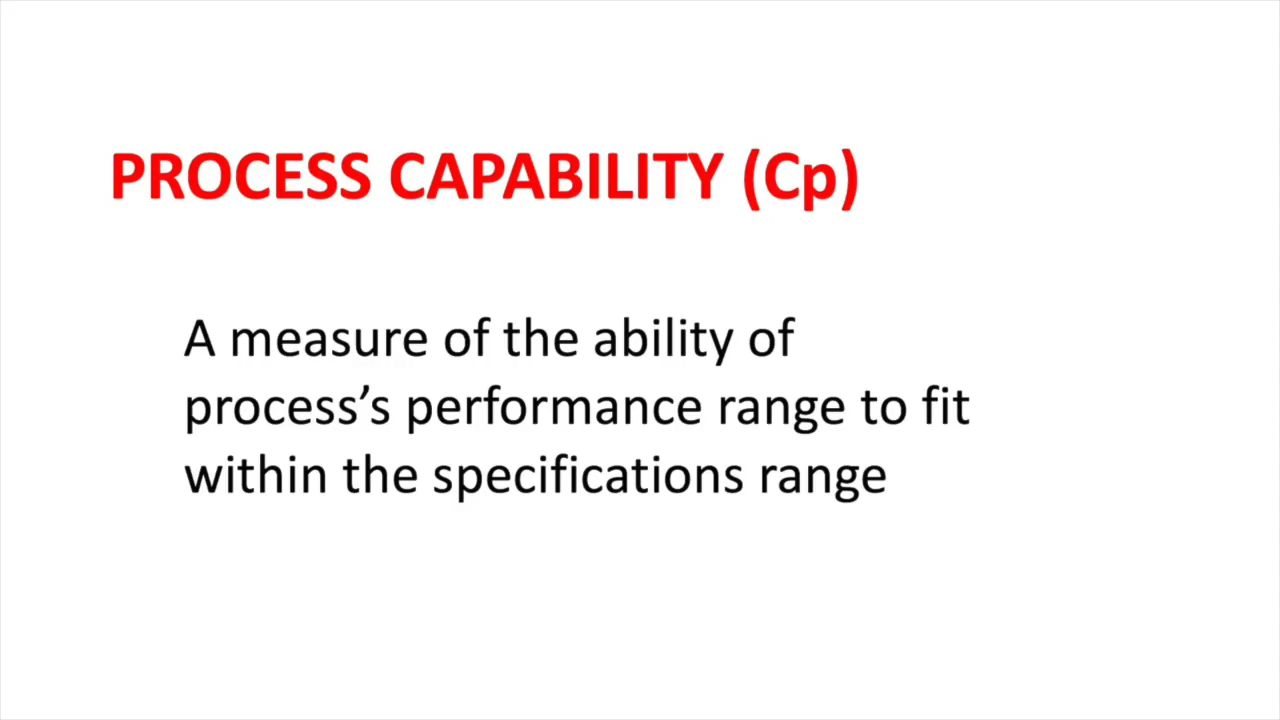 PROCESS CAPABILITY (Cp)
A measure of the ability of
process’s performance range to fit
within the specifications range